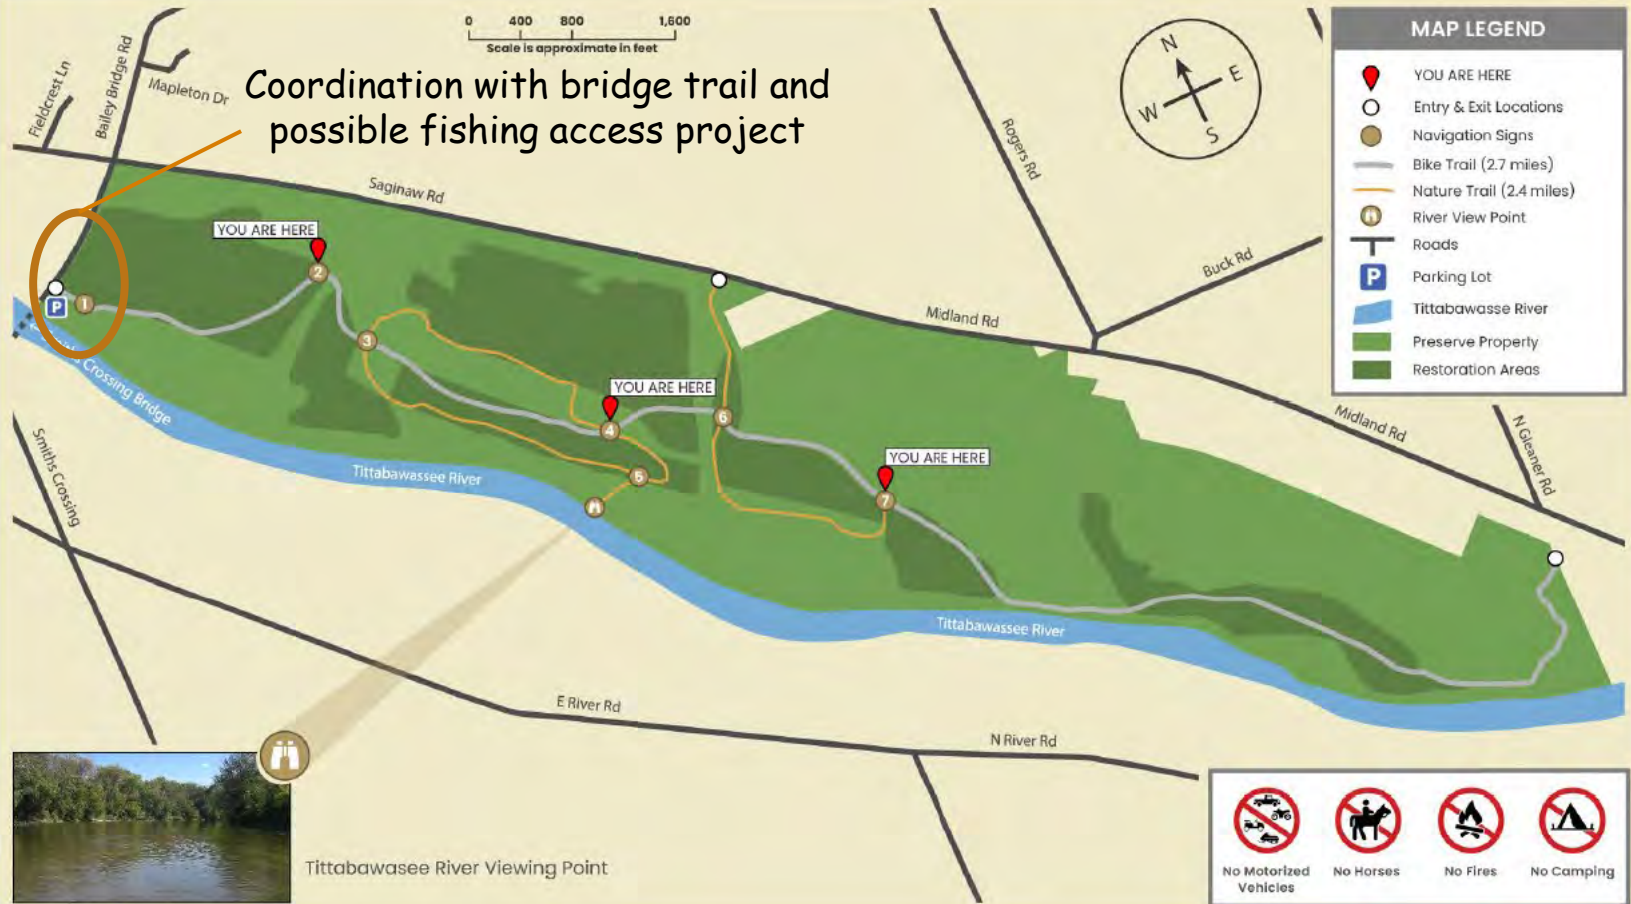 0 400 800 1,600
Scale is approximate in feet
Fieldcrest Ln
Bailey Bridge Rd
Mapleton Dr
Coordination with bridge trail and
possible fishing access project
N
E
W
S
Rogers Rd
Saginaw Rd
YOU ARE HERE
2
P
1
3
Buck Rd
Midland Rd
YOU ARE HERE
4
6
Crossing Bridge
Midland Rd
N Gleaner Rd
Smiths Crossing
Tittabawassee River
5
YOU ARE HERE
7
Tittabawassee River
E River Rd
N River Rd
Tittabawasee River Viewing Point
MAP LEGEND
YOU ARE HERE
Entry & Exit Locations
Navigation Signs
Bike Trail (2.7 miles)
Nature Trail (2.4 miles)
River View Point
Roads
P Parking Lot
Tittabawasse River
Preserve Property
Restoration Areas
No Motorized
Vehicles
No Horses
No Fires
No Camping